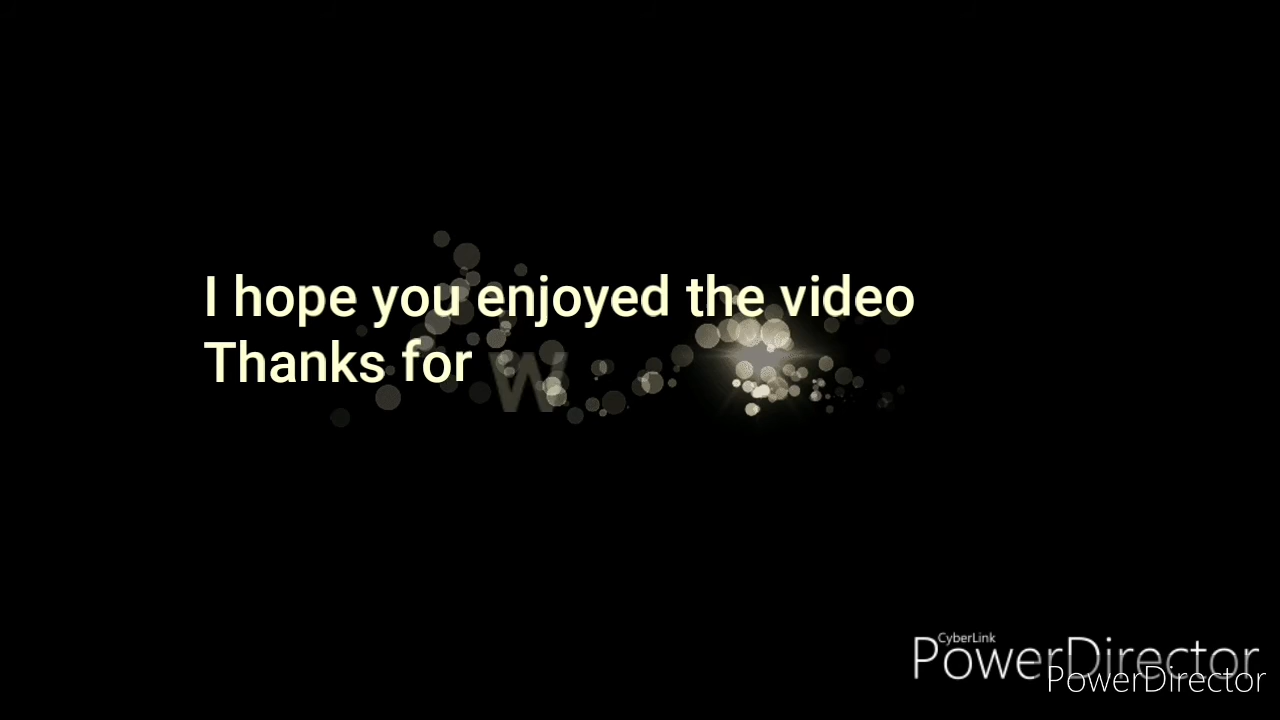 I hope you enjoyed the video
Thanks for w
CyberLink
PowerDirector
PowerDirector